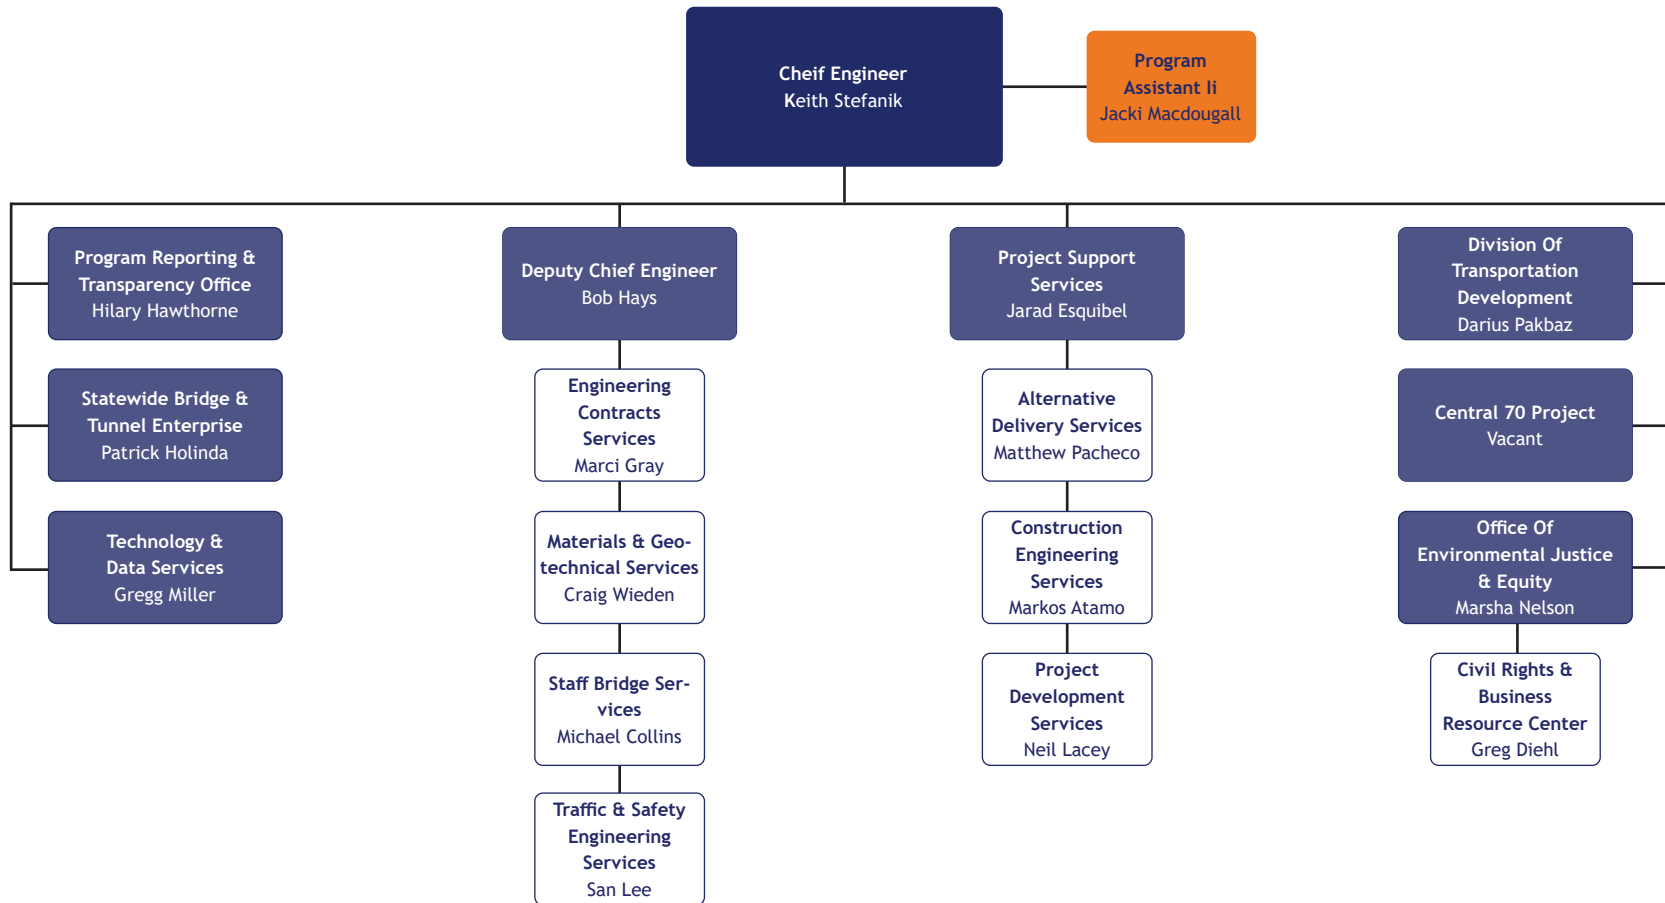 Cheif Engineer
Keith Stefanik
Program
Assistant Ii
Jacki Macdougall
Program Reporting &
Transparency Office
Hilary Hawthorne
Statewide Bridge &
Tunnel Enterprise
Patrick Holinda
Technology &
Data Services
Gregg Miller
Deputy Chief Engineer
Bob Hays
Engineering
Contracts
Services
Marci Gray
Materials & Geo-
technical Services
Craig Wieden
Staff Bridge Ser-
vices
Michael Collins
Traffic & Safety
Engineering
Services
San Lee
Project Support
Services
Jarad Esquibel
Alternative
Delivery Services
Matthew Pacheco
Construction
Engineering
Services
Markos Atamo
Project
Development
Services
Neil Lacey
Division Of
Transportation
Development
Darius Pakbaz
Central 70 Project
Vacant
Office Of
Environmental Justice
& Equity
Marsha Nelson
Civil Rights &
Business
Resource Center
Greg Diehl